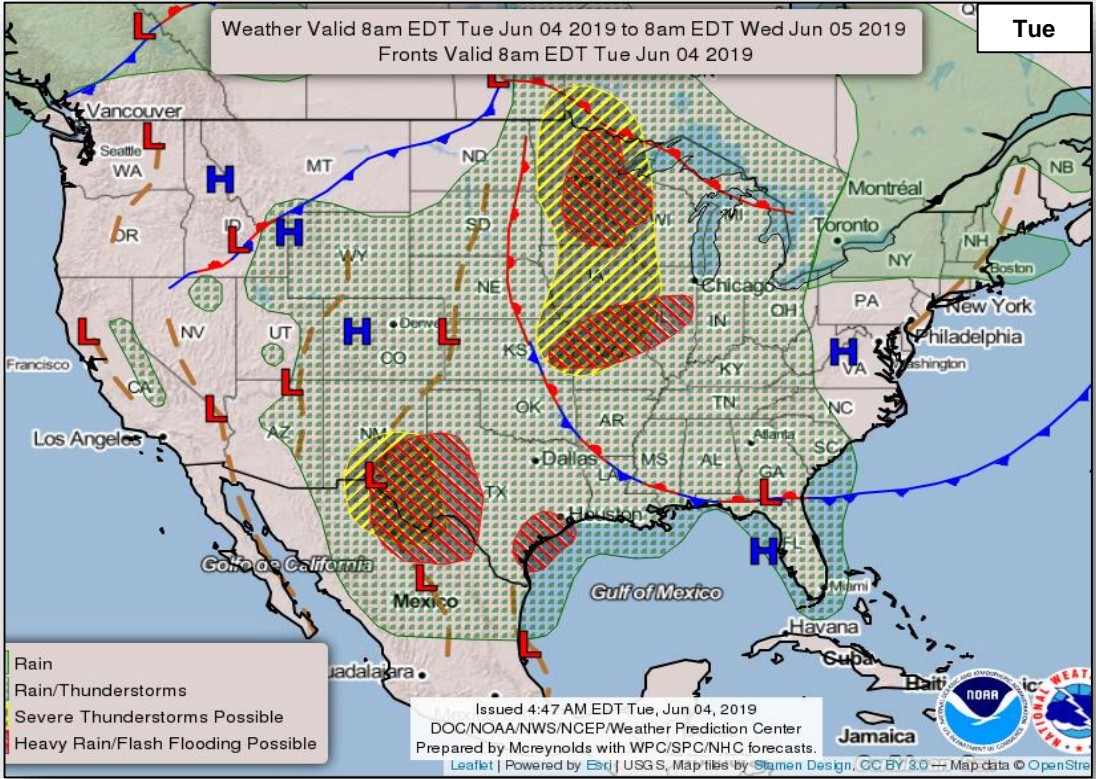 Weather Valid 8am EDT Tue Jun 04 2019 to 8am EDT Wed Jun 05 2019
Fronts Valid 8am EDT Tue Jun 04 2019
Tue
L
Vancouver
L
L
Seattle
WA
MT
ND
H
NB
Montréal
OR
ID
L
H
SD
WI
MI
Toronto
NH
WY
NY
Boston
IA
NE
Chicago
PA
New York
L
NV
UT
H
Denver
L
CO
KS
IN
OH
Philadelphia
Francisco
H
VA
Washington
CA
L
L
KY
OK
AR
TN
NC
Los Angeles
AZ
NM
Atlanta
SC
L
Dallas
MS
AL
GA
LA
TX
L
Houston
H
FL
Golfo de California
L
Mexico
Gulf of Mexico
Miami
Havana
L
Cuba
Rain
Rain/Thunderstorms
Severe Thunderstorms Possible
Heavy Rain/Flash Flooding Possible
uadalajara
Jamaica
NOAA
Issued 4:47 AM EDT Tue, Jun 04, 2019
DOC/NOAA/NWS/NCEP/Weather Prediction Center
Prepared by Mcreynolds with WPC/SPC/NHC forecasts.
Leaflet | Powered by Esri | USGS, Map tiles by Stamen Design, CC BY 3.0 — Map data © OpenStre